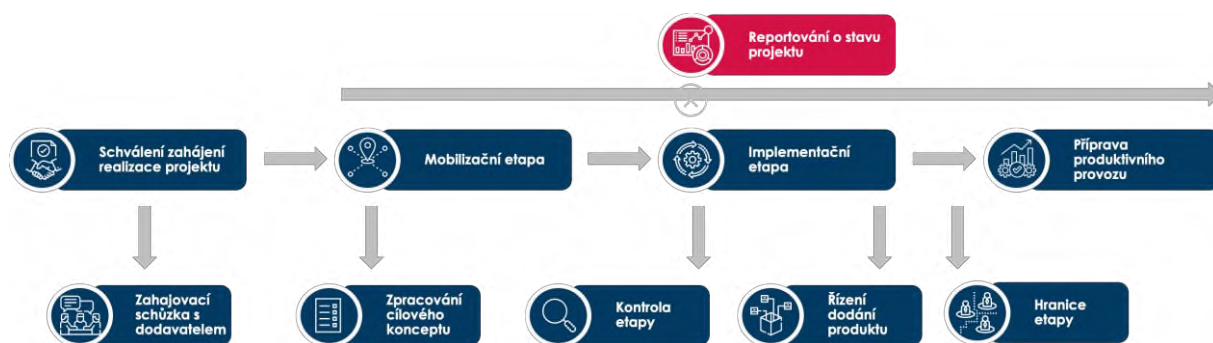 Reportování o stavu
projektu
Schválení zahájení
realizace projektu
Mobilizační etapa
Implementační
etapa
Příprava
produktivního
provozu
Zahajovací
schůzka s
dodavatelem
Zpracování
cílového
konceptu
Kontrola
etapy
Řízení
dodání
produktu
Hranice
etapy